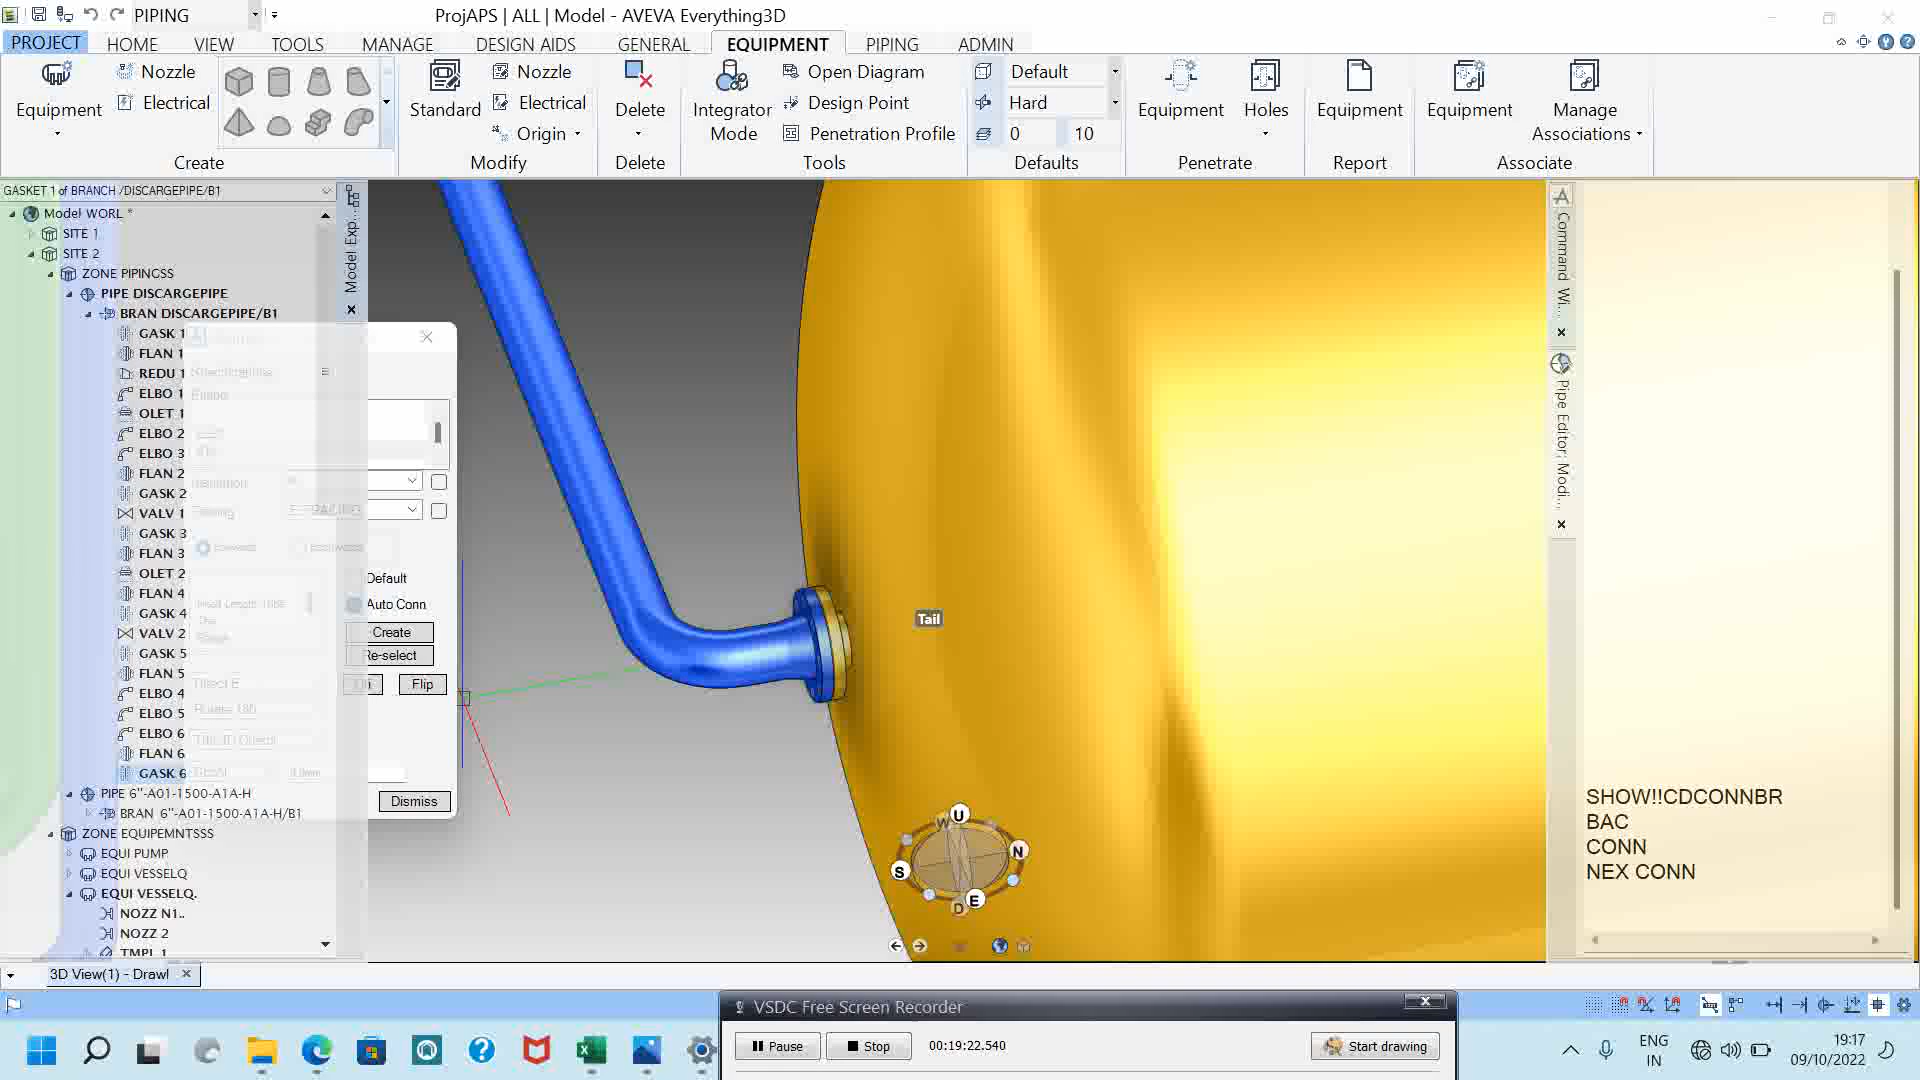 PIPING
ProjAPS | ALL | Model - AVEVA Everything3D
PROJECT HOME VIEW TOOLS MANAGE DESIGN AIDS GENERAL EQUIPMENT PIPING ADMIN
Equipment
Nozzle
Electrical
Create
Standard
Nozzle
Electrical
Origin
Modify
Delete
Delete
Integrator Mode
Open Diagram
Design Point
Penetration Profile
Tools
Default
Hard
0 10
Defaults
Equipment
Holes
Penetrate
Equipment
Report
Equipment
Manage Associations
Associate
GASKET 1 of BRANCH /DISCARGEPIPE/B1
Model WORL *
SITE 1
SITE 2
ZONE PIPINGSS
PIPE DISCARGEPIPE
BRAN DISCARGEPIPE/B1
GASK 1
FLAN 1
REDU 1
ELBO 1
OLET 1
ELBO 2
ELBO 3
FLAN 2
GASK 2
VALV 1
GASK 3
FLAN 3
OLET 2
FLAN 4
GASK 4
VALV 2
GASK 5
FLAN 5
ELBO 4
ELBO 5
ELBO 6
FLAN 6
GASK 6
PIPE 6"-A01-1500-A1A-H
BRAN 6"-A01-1500-A1A-H/B1
ZONE EQUIPEMNTSSS
EQUI PUMP
EQUI VESSELQ
EQUI VESSELQ.
NOZZ N1..
NOZZ 2
TMPL 1
Model Exp...
Default
Auto Conn
Create
Re-select
Flip
Dismiss
Tail
U
W
N
S
E
D
Command Wi...
Pipe Editor: Modi...
SHOW!!CDCONNBR
BAC
CONN
NEX CONN
3D View(1) - Drawl
VSDC Free Screen Recorder
Pause
Stop
00:19:22.540
Start drawing
ENG
IN
19:17
09/10/2022